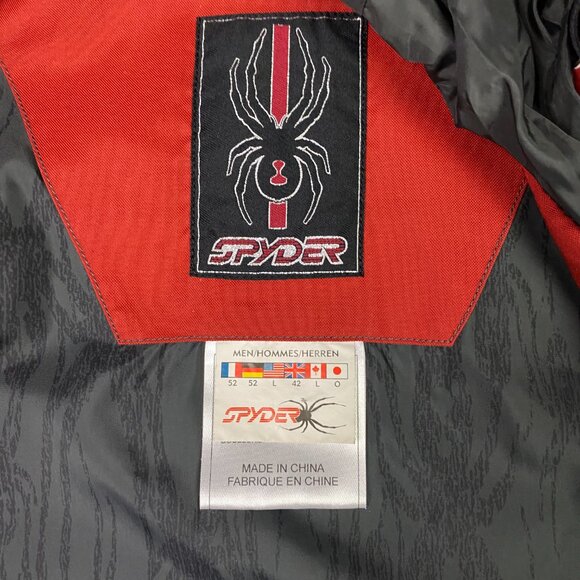 SPYDER
MEN/HOMMES/HERREN
52 52 L 42 L O
SPYDER
MADE IN CHINA
FABRIQUE EN CHINE